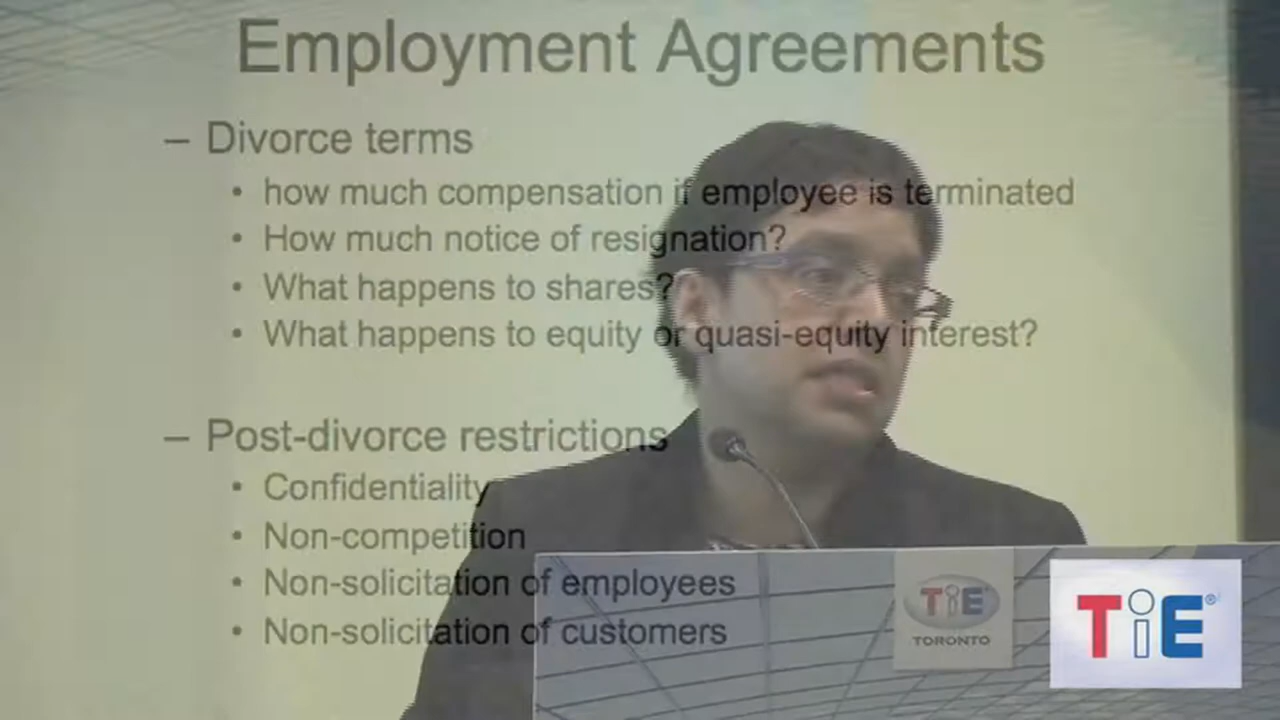 Employment Agreements
– Divorce terms
• how much compensation if employee is terminated
• How much notice of resignation?
• What happens to shares?
• What happens to equity or quasi-equity interest?
– Post-divorce restrictions
• Confidentiality
• Non-competition
• Non-solicitation of employees
• Non-solicitation of customers
TiE
TORONTO
TiE®